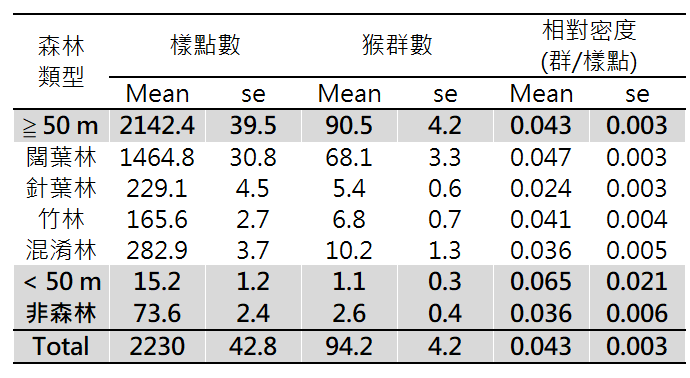 森林類型 樣點數 猴群數 相對密度(群/樣點)
Mean se Mean se Mean se
≧50 m 2142.4 39.5 90.5 4.2 0.043 0.003
闊葉林 1464.8 30.8 68.1 3.3 0.047 0.003
針葉林 229.1 4.5 5.4 0.6 0.024 0.003
竹林 165.6 2.7 6.8 0.7 0.041 0.004
混淆林 282.9 3.7 10.2 1.3 0.036 0.005
< 50 m 15.2 1.2 1.1 0.3 0.065 0.021
非森林 73.6 2.4 2.6 0.4 0.036 0.006
Total 2230 42.8 94.2 4.2 0.043 0.003